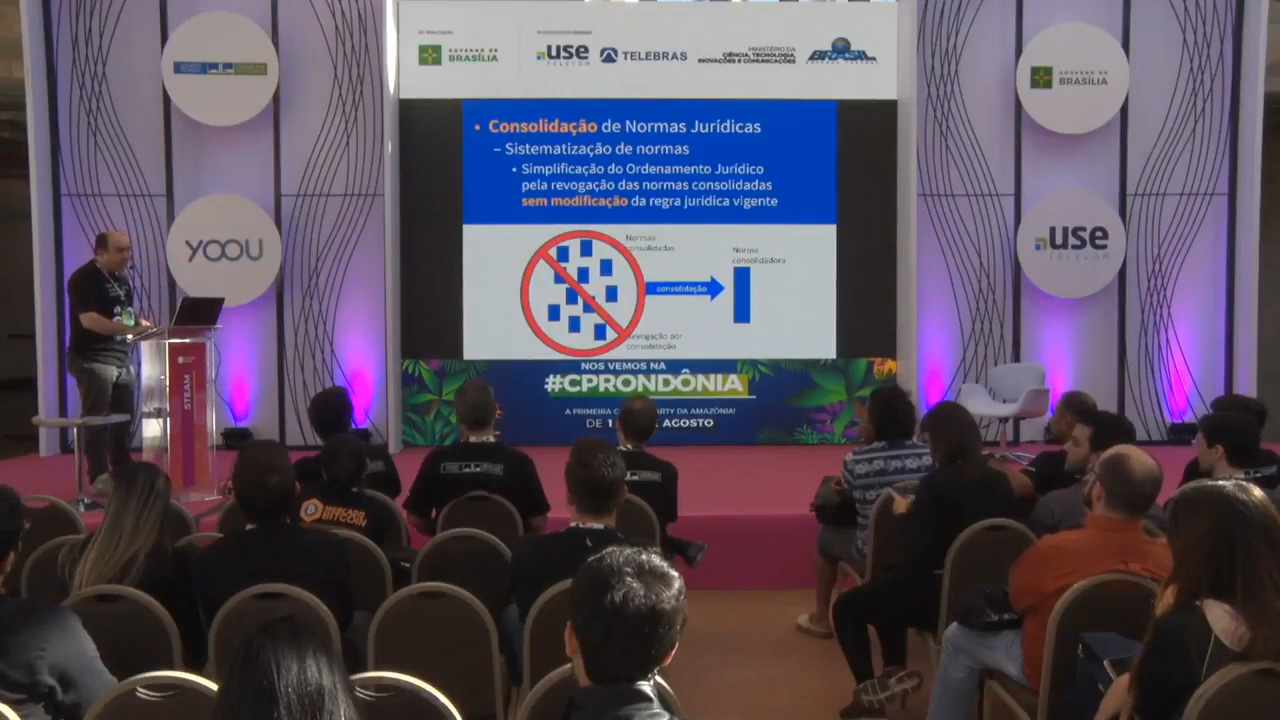 GOVERNO DE
BRASÍLIA
USE
TELECOM
TELEBRAS
MINISTÉRIO DA
CIÊNCIA, TECNOLOGIA,
INOVAÇÕES E COMUNICAÇÕES
BRASIL
• Consolidação de Normas Jurídicas
– Sistematização de normas
• Simplificação do Ordenamento Jurídico
pela revogação das normas consolidadas
sem modificação da regra jurídica vigente
Normas
consolidadas
consolidação
Norma
consolidadora
Revogação por
consolidação
NOS VEMOS NA
#CPRONDÔNIA
A PRIMEIRA
DA AMAZÔNIA!
DE
AGOSTO
YOOU
GOVERNO DE
BRASÍLIA
USE
TELECOM
STEAM
MERCADO
BITCOIN